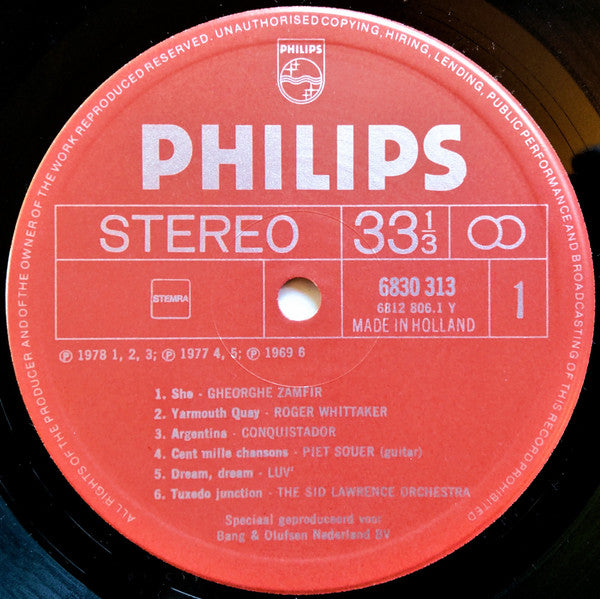 ALL RIGHTS OF THE PRODUCER AND OF THE OWNER OF THE WORK REPRODUCED RESERVED. UNAUTHORISED COPYING, HIRING, LENDING, PUBLIC PERFORMANCE AND BROADCASTING OF THIS RECORD PROHIBITED
PHILIPS
PHILIPS
STEREO
33 1/3
STEMRA
6830 313
6812 806.1 Y
MADE IN HOLLAND
1
Ⓟ 1978 1, 2, 3; Ⓟ 1977 4, 5; Ⓟ 1969 6
1. She - GHEORGHE ZAMFIR
2. Yarmouth Quay - ROGER WHITTAKER
3. Argentina - CONQUISTADOR
4. Cent mille chansons - PIET SOUER (guitar)
5. Dream, dream - LUV'
6. Tuxedo junction - THE SID LAWRENCE ORCHESTRA
Speciaal geproduceerd voor
Bang & Olufsen Nederland BV